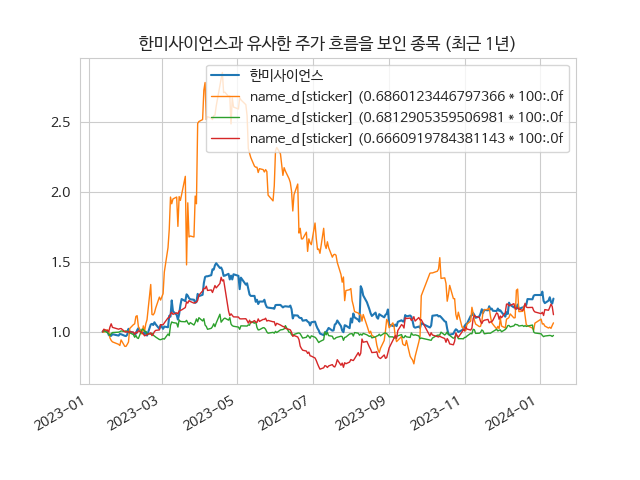 한미사이언스과 유사한 주가 흐름을 보인 종목 (최근 1년)
한미사이언스
name_d[sticker] (0.6860123446797366 * 100:.0f
name_d[sticker] (0.6812905359506981 * 100:.0f
name_d[sticker] (0.6660919784381143 * 100:.0f
2.5
2.0
1.5
1.0
2023-01
2023-03
2023-05
2023-07
2023-09
2023-11
2024-01